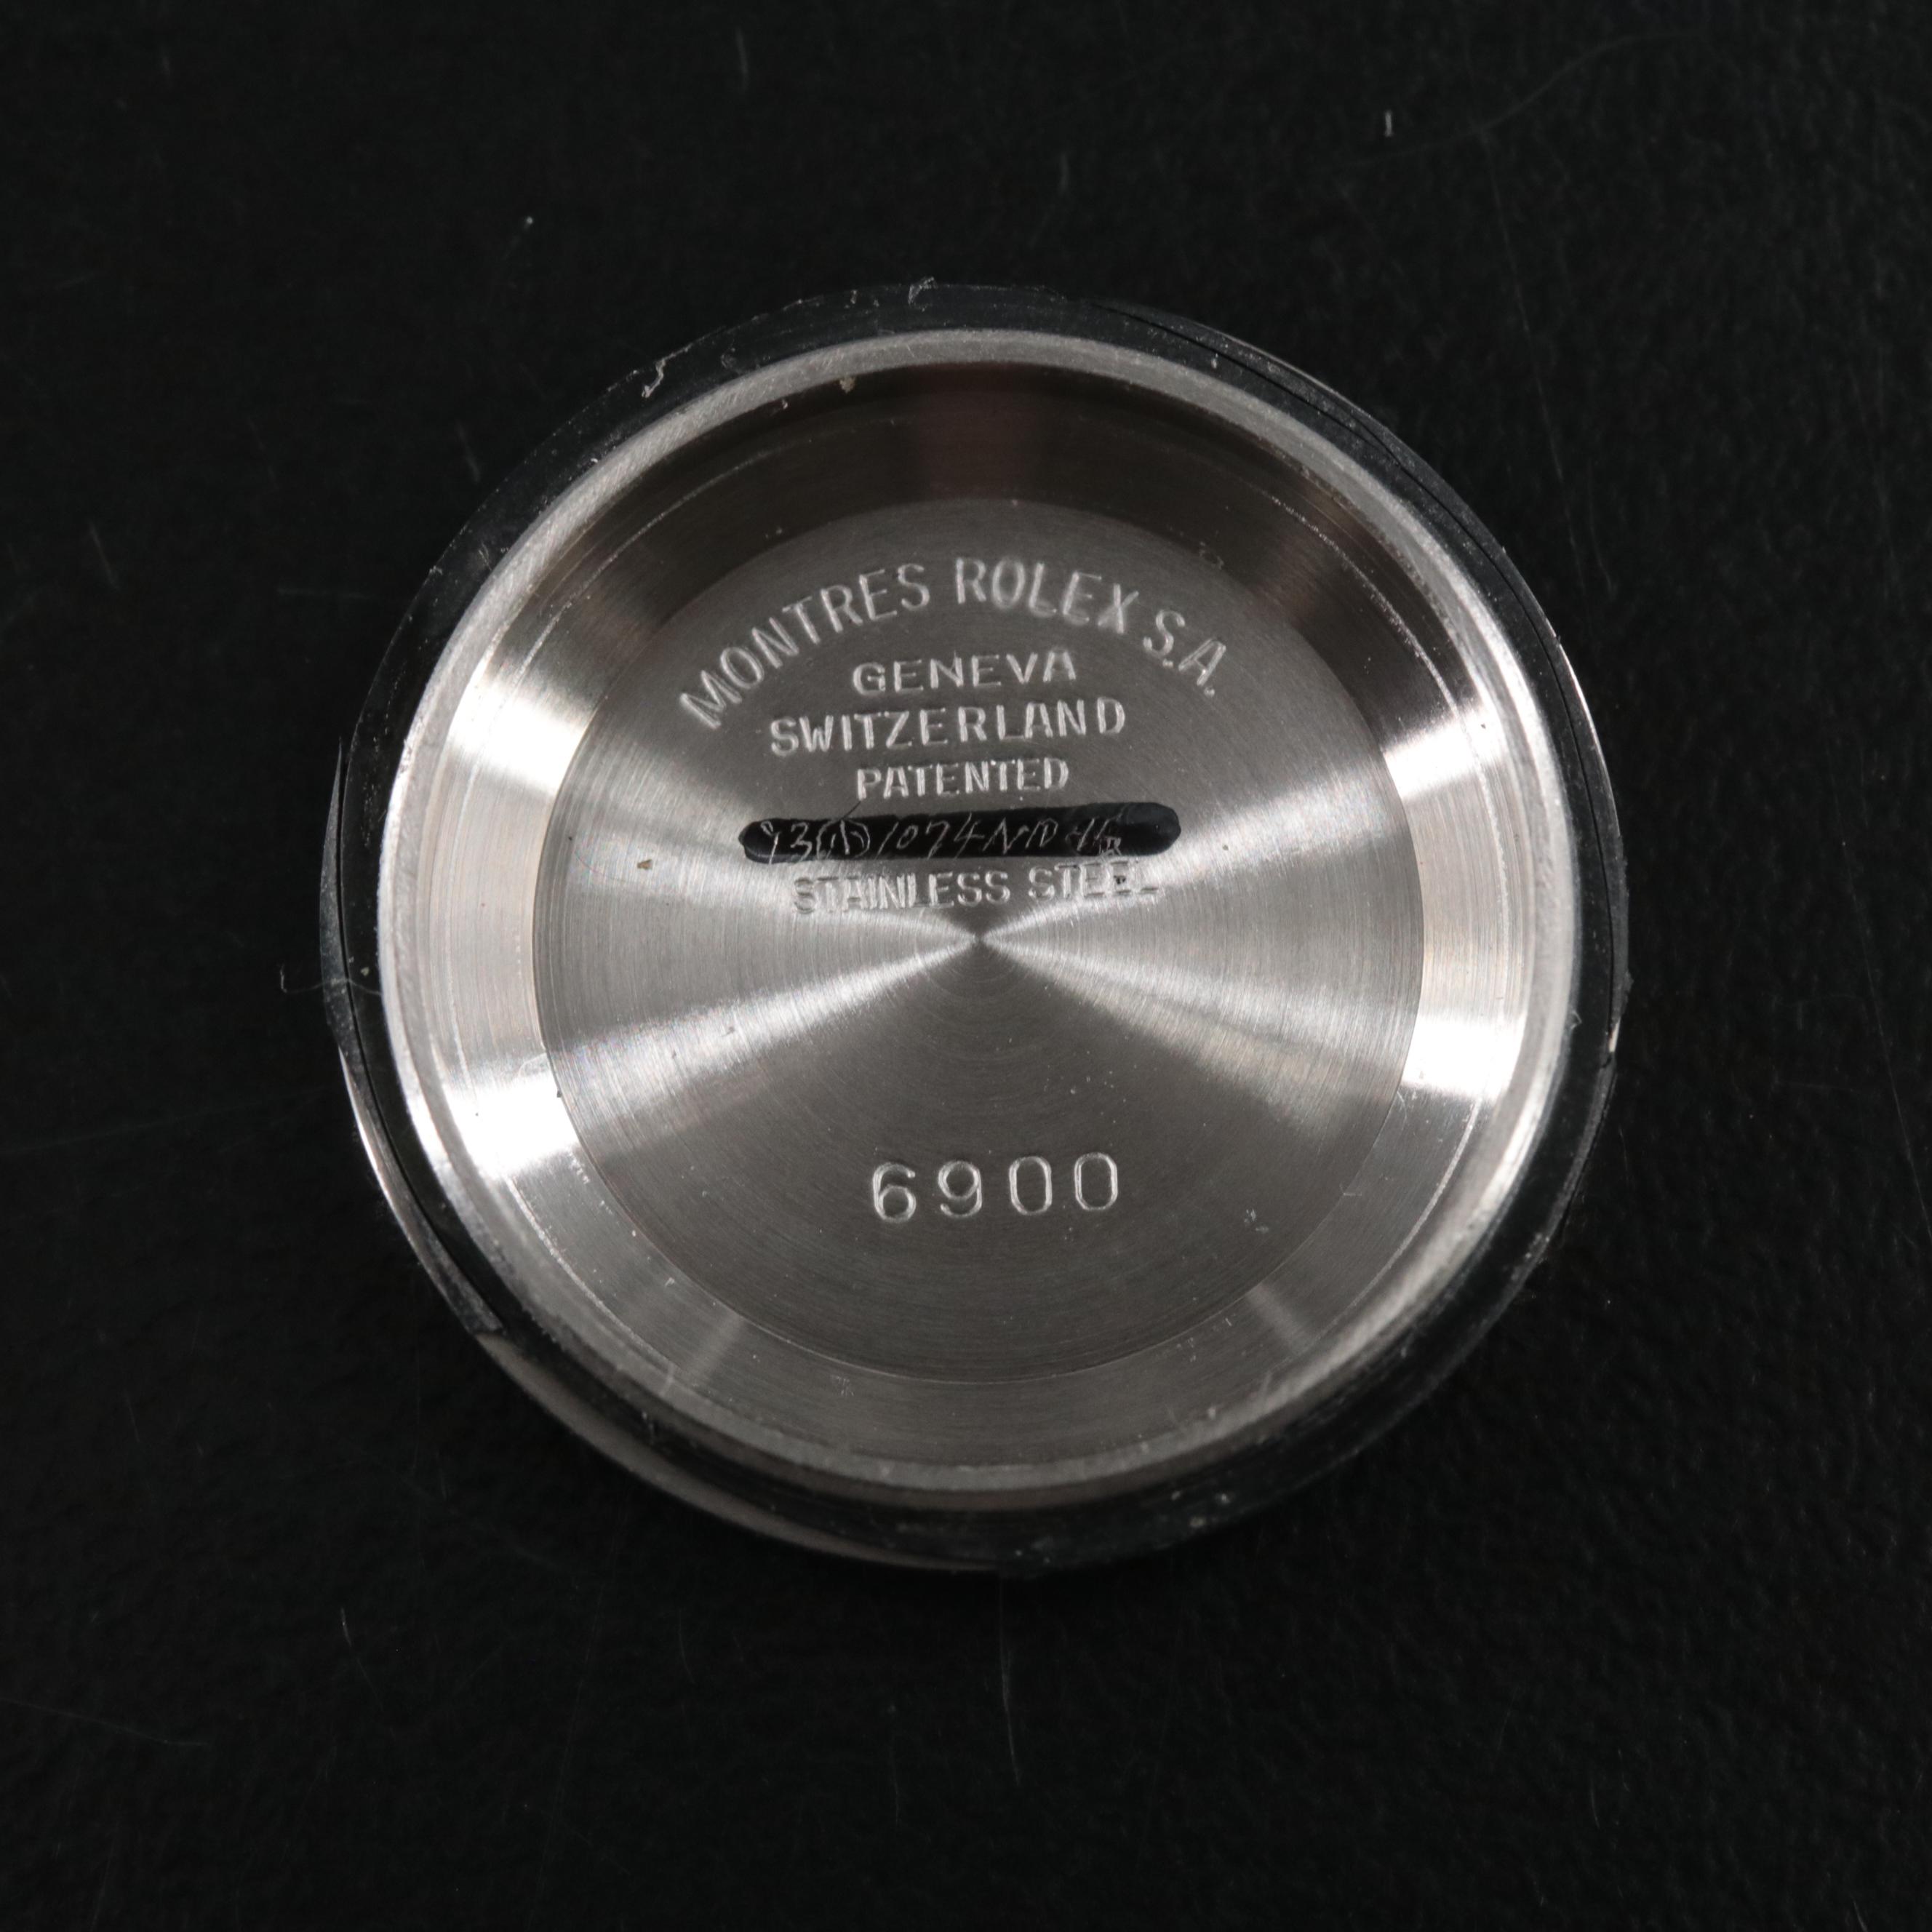 MONTRES ROLEX S.A.
GENEVA
SWITZERLAND
PATENTED
STAINLESS STEEL
6900